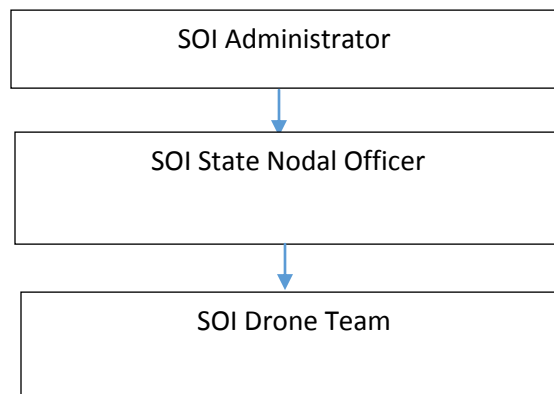 SOI Administrator
SOI State Nodal Officer
SOI Drone Team